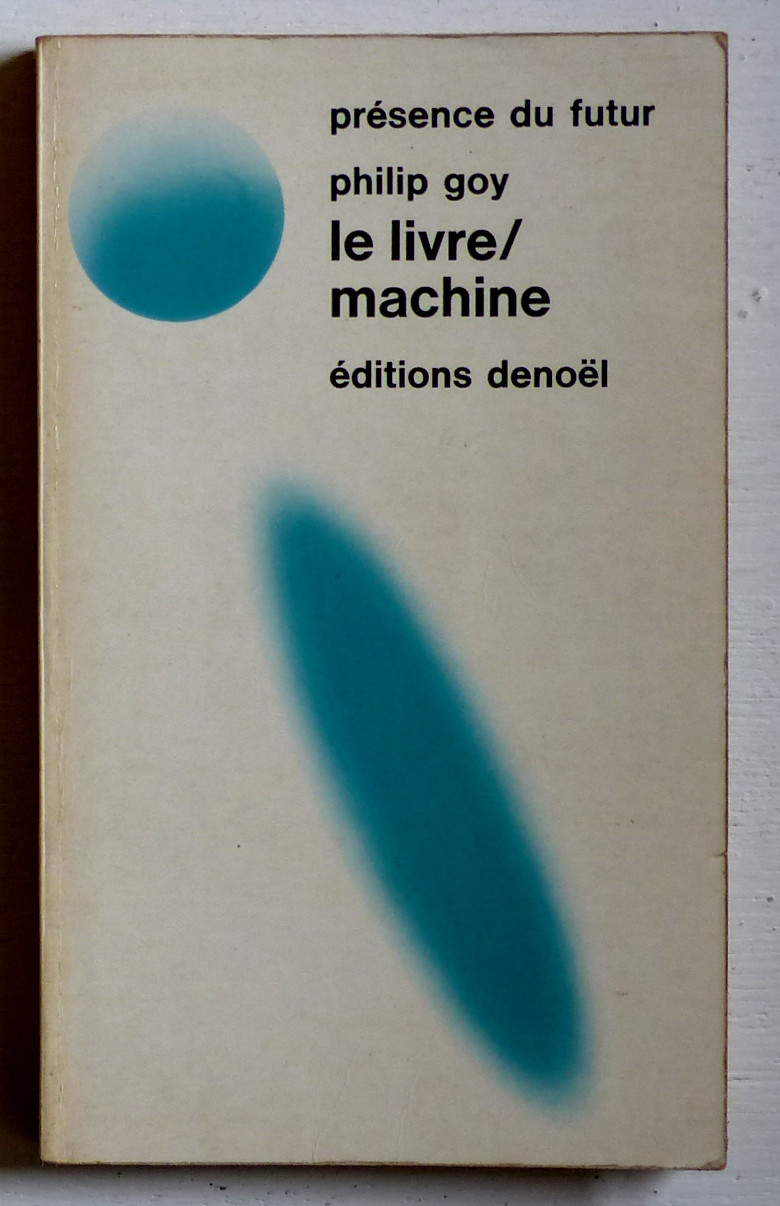 présence du futur
philip goy
le livre/
machine
éditions denoël